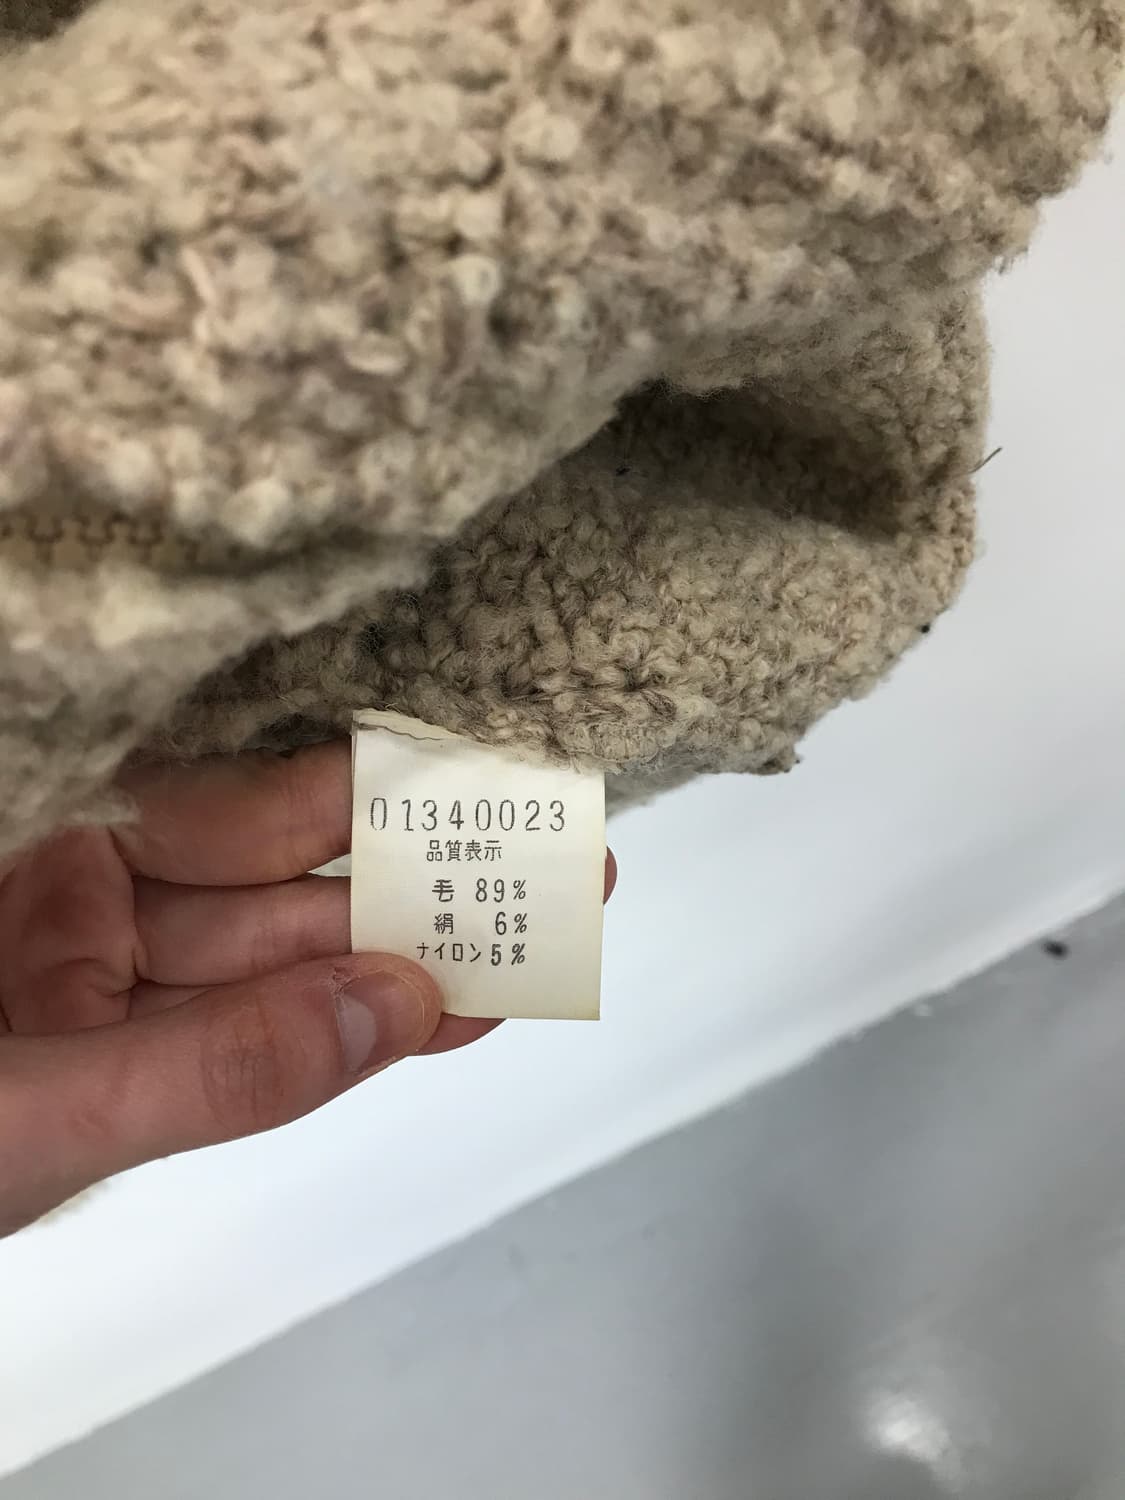 01340023
品質表示
毛 89%
絹 6%
ナイロン5%